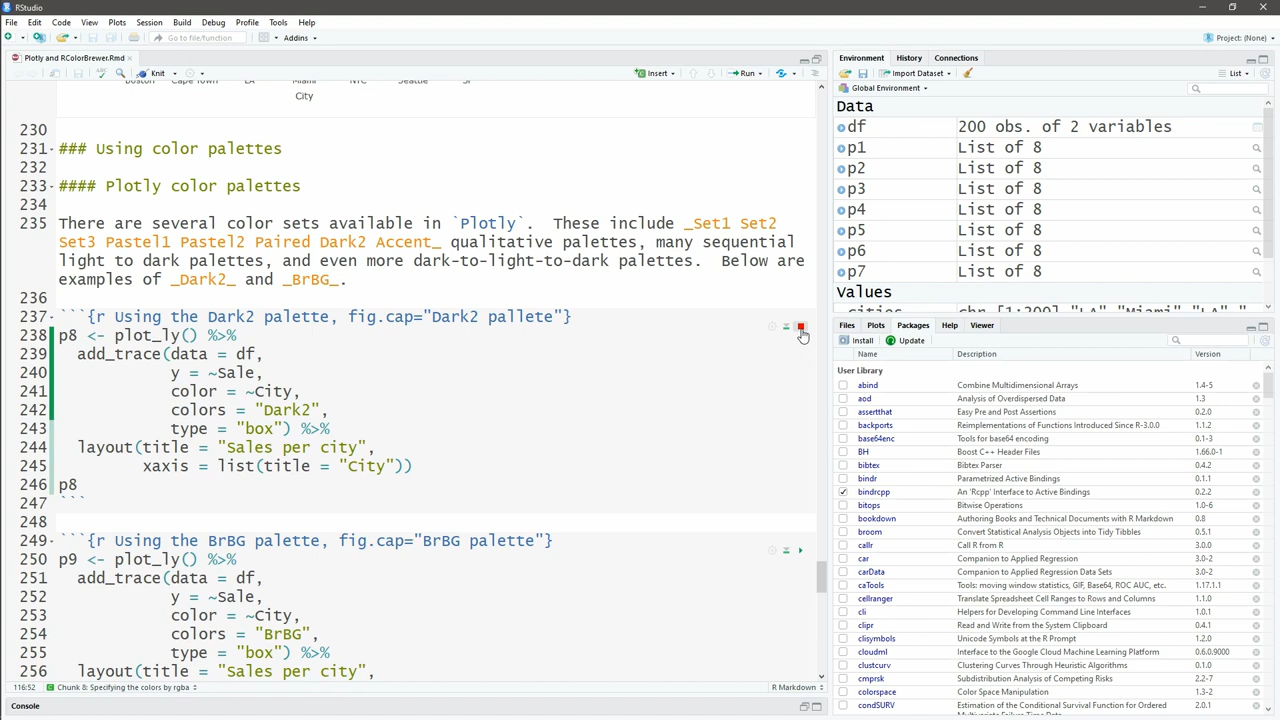 RStudio
File Edit Code View Plots Session Build Debug Profile Tools Help
Go to file/function Addins Project: (None)
Plotly and RColorBrewer.Rmd
Knit Insert Run
City
230
231 ### Using color palettes
232
233 #### Plotly color palettes
234
235 There are several color sets available in `Plotly`.  These include _Set1 Set2
Set3 Pastel1 Pastel2 Paired Dark2 Accent_ qualitative palettes, many sequential
light to dark palettes, and even more dark-to-light-to-dark palettes.  Below are
examples of _Dark2_ and _BrBG_.
236
237 ```{r Using the Dark2 palette, fig.cap="Dark2 pallete"}
238 p8 <- plot_ly() %>%
239   add_trace(data = df,
240             y = ~Sale,
241             color = ~City,
242             colors = "Dark2",
243             type = "box") %>%
244   layout(title = "Sales per city",
245          xaxis = list(title = "City"))
246 p8
247 ```
248
249 ```{r Using the BrBG palette, fig.cap="BrBG palette"}
250 p9 <- plot_ly() %>%
251   add_trace(data = df,
252             y = ~Sale,
253             color = ~City,
254             colors = "BrBG",
255             type = "box") %>%
256   layout(title = "Sales per city",
116:52 Chunk 8: Specifying the colors by rgba R Markdown
Console
Environment History Connections
Import Dataset List
Global Environment
Data
df 200 obs. of 2 variables
p1 List of 8
p2 List of 8
p3 List of 8
p4 List of 8
p5 List of 8
p6 List of 8
p7 List of 8
Values
Files Plots Packages Help Viewer
Install Update
Name Description Version
User Library
abind Combine Multidimensional Arrays 1.4-5
aod Analysis of Overdispersed Data 1.3
assertthat Easy Pre and Post Assertions 0.2.0
backports Reimplementations of Functions Introduced Since R-3.0.0 1.1.2
base64enc Tools for base64 encoding 0.1-3
BH Boost C++ Header Files 1.66.0-1
bibtex Bibtex Parser 0.4.2
bindr Parametrized Active Bindings 0.1.1
bindrcpp An 'Rcpp' Interface to Active Bindings 0.2.2
bitops Bitwise Operations 1.0-6
bookdown Authoring Books and Technical Documents with R Markdown 0.8
broom Convert Statistical Analysis Objects into Tidy Tibbles 0.5.1
callr Call R from R 3.0.0
car Companion to Applied Regression 3.0-2
carData Companion to Applied Regression Data Sets 3.0-2
caTools Tools: moving window statistics, GIF, Base64, ROC AUC, etc. 1.17.1.1
cellranger Translate Spreadsheet Cell Ranges to Rows and Columns 1.1.0
cli Helpers for Developing Command Line Interfaces 1.0.1
clipr Read and Write from the System Clipboard 0.4.1
clisymbols Unicode Symbols at the R Prompt 1.2.0
cloudml Interface to the Google Cloud Machine Learning Platform 0.6.0.9000
clustcurv Clustering Curves Through Heuristic Algorithms 0.1.0
cmprsk Subdistribution Analysis of Competing Risks 2.2-7
colorspace Color Space Manipulation 1.3-2
condSURV Estimation of the Conditional Survival Function for Ordered 2.0.1